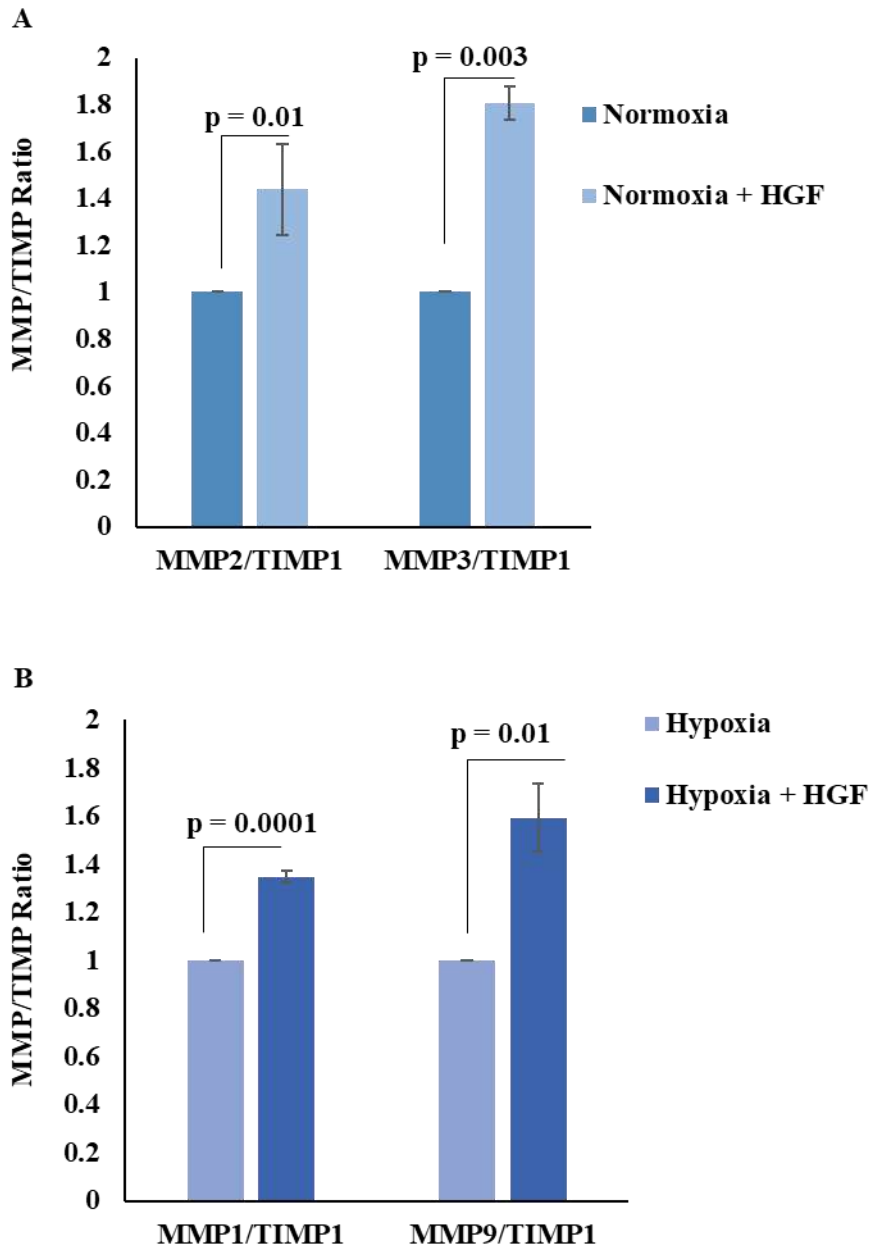 A
p = 0.01
p = 0.003
MMP/TIMP Ratio
2
1.8
1.6
1.4
1.2
1
0.8
0.6
0.4
0.2
0
MMP2/TIMP1
MMP3/TIMP1
Normoxia
Normoxia + HGF
B
p = 0.0001
p = 0.01
MMP/TIMP Ratio
2
1.8
1.6
1.4
1.2
1
0.8
0.6
0.4
0.2
0
MMP1/TIMP1
MMP9/TIMP1
Hypoxia
Hypoxia + HGF